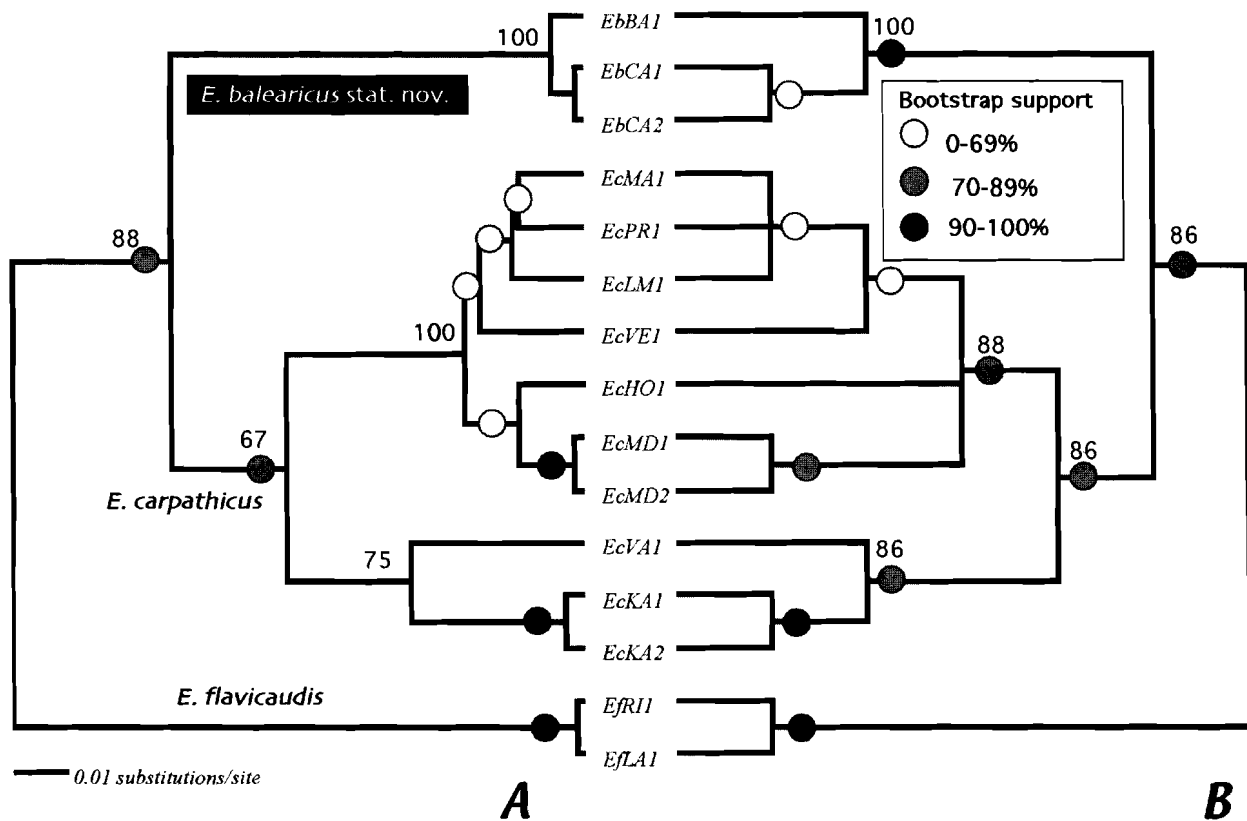 EbBA1
100
100
EbCA1
E. balearicus stat. nov.
EbCA2
Bootstrap support
0-69%
70-89%
90-100%
EcMA1
EcPR1
88
86
EcLM1
100
EcVE1
88
EcHO1
67
EcMD1
86
EcMD2
E. carpathicus
75
EcVA1
86
EcKA1
EcKA2
E. flavicaudis
EfRI1
EfLA1
0.01 substitutions/site
A
B